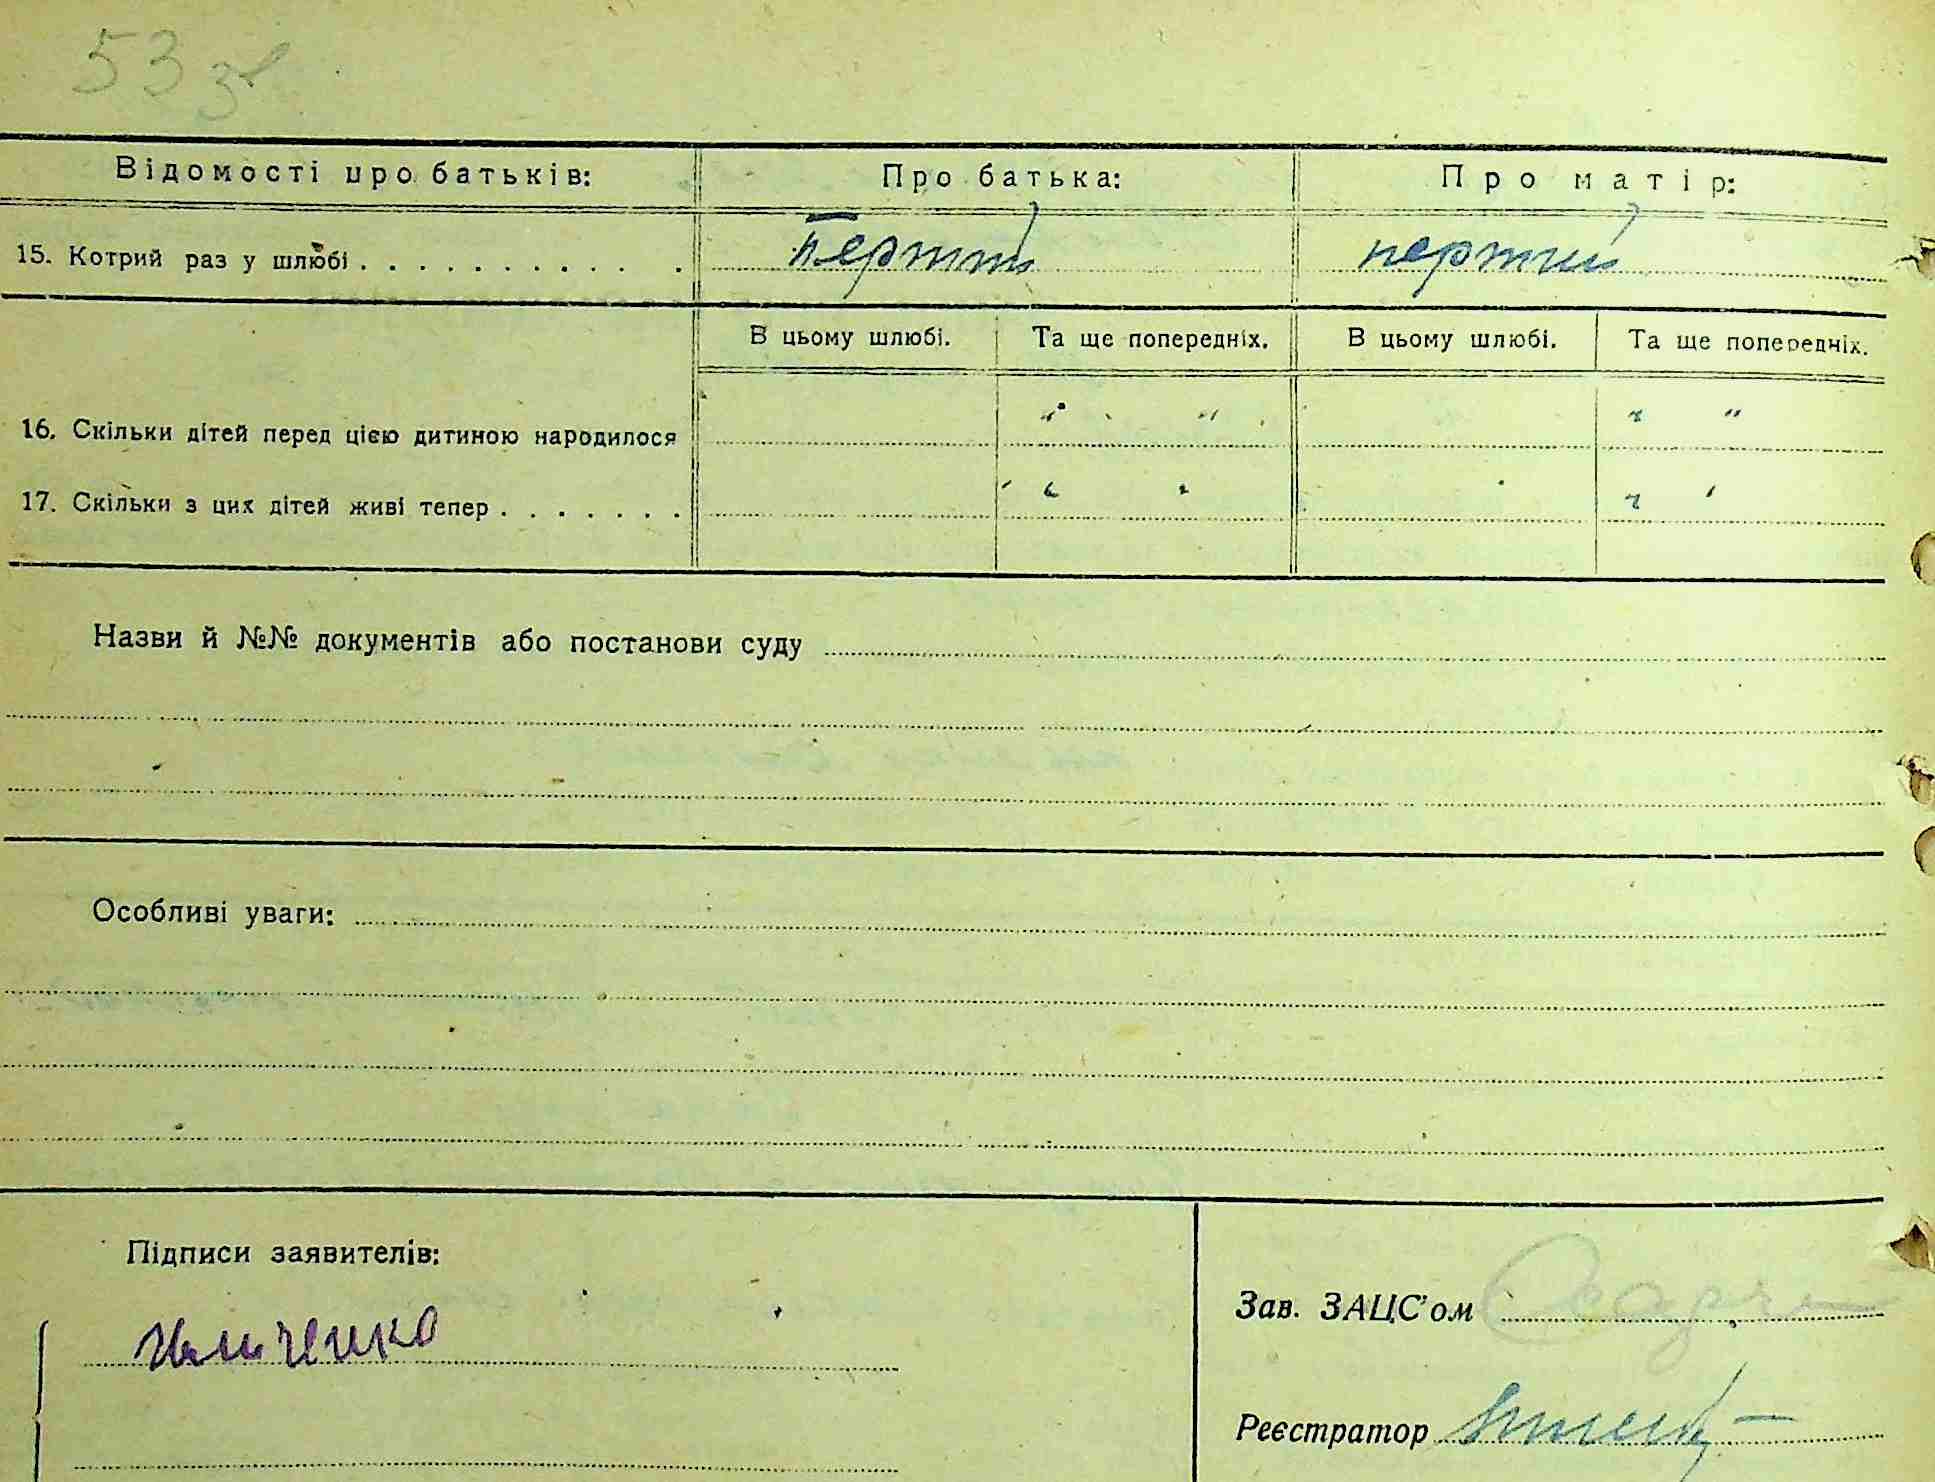 53 зв
Відомості про батьків: Про батька: Про матір:
15. Котрий раз у шлюбі . . . . . . . . . . . Перший перший
В цьому шлюбі. Та ще попередніх. В цьому шлюбі. Та ще попередніх.
16. Скільки дітей перед цією дитиною народилося " " " "
17. Скільки з цих дітей живі тепер . . . . . . . " " " "
Назви й №№ документів або постанови суду
Особливі уваги:
Підписи заявителів:
Зав. ЗАЦС'ом
Реєстратор